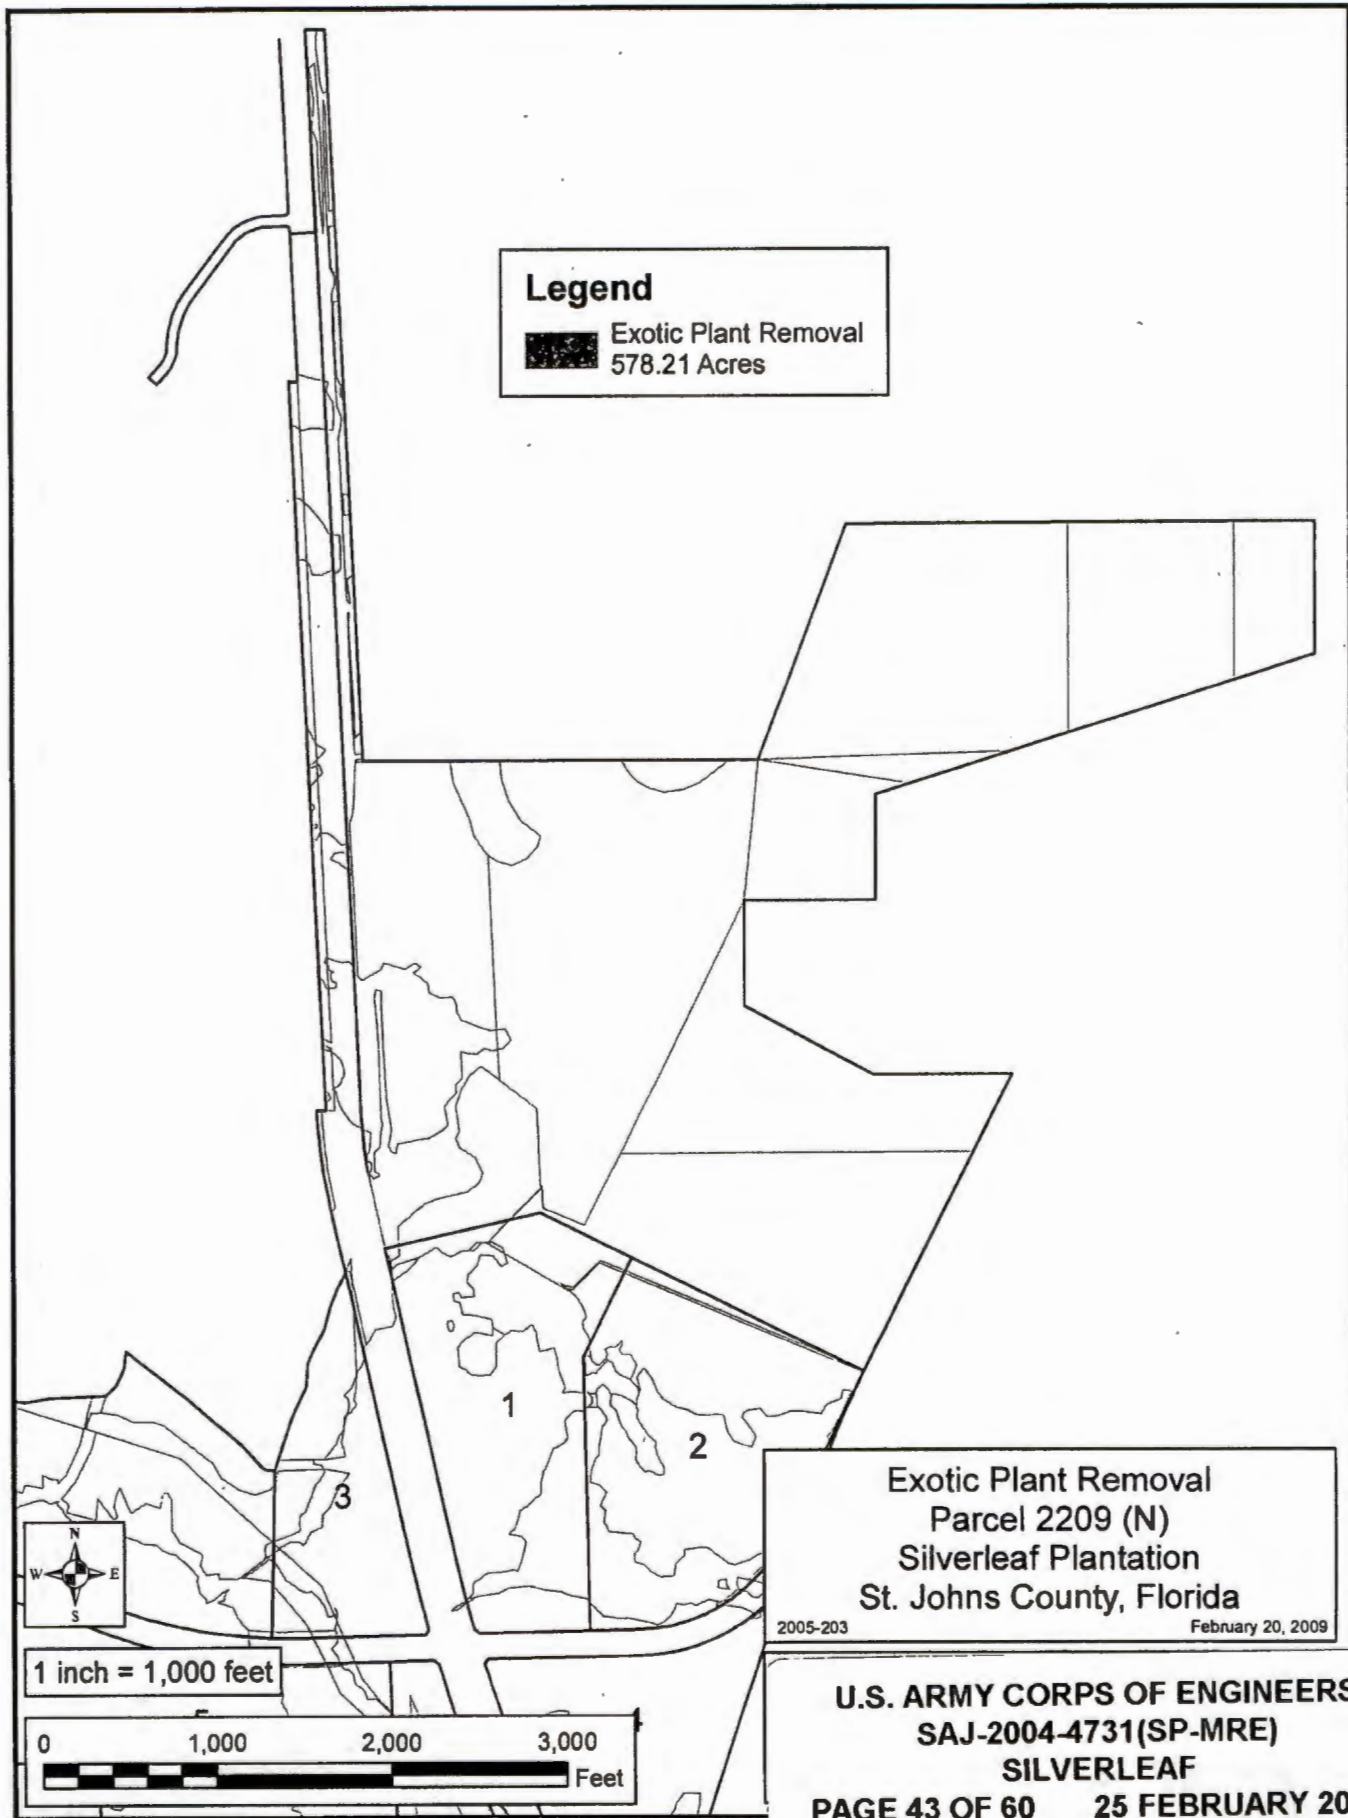 Legend
Exotic Plant Removal
578.21 Acres
1
2
3
N
W E
S
1 inch = 1,000 feet
0 1,000 2,000 3,000
Feet
Exotic Plant Removal
Parcel 2209 (N)
Silverleaf Plantation
St. Johns County, Florida
2005-203 February 20, 2009
U.S. ARMY CORPS OF ENGINEERS
SAJ-2004-4731(SP-MRE)
SILVERLEAF
PAGE 43 OF 60 25 FEBRUARY 20